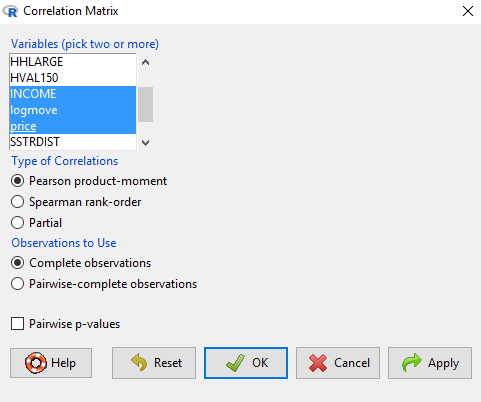 Correlation Matrix
Variables (pick two or more)
HHLARGE
HVAL150
INCOME
logmove
price
SSTRDIST
Type of Correlations
Pearson product-moment
Spearman rank-order
Partial
Observations to Use
Complete observations
Pairwise-complete observations
Pairwise p-values
Help Reset OK Cancel Apply